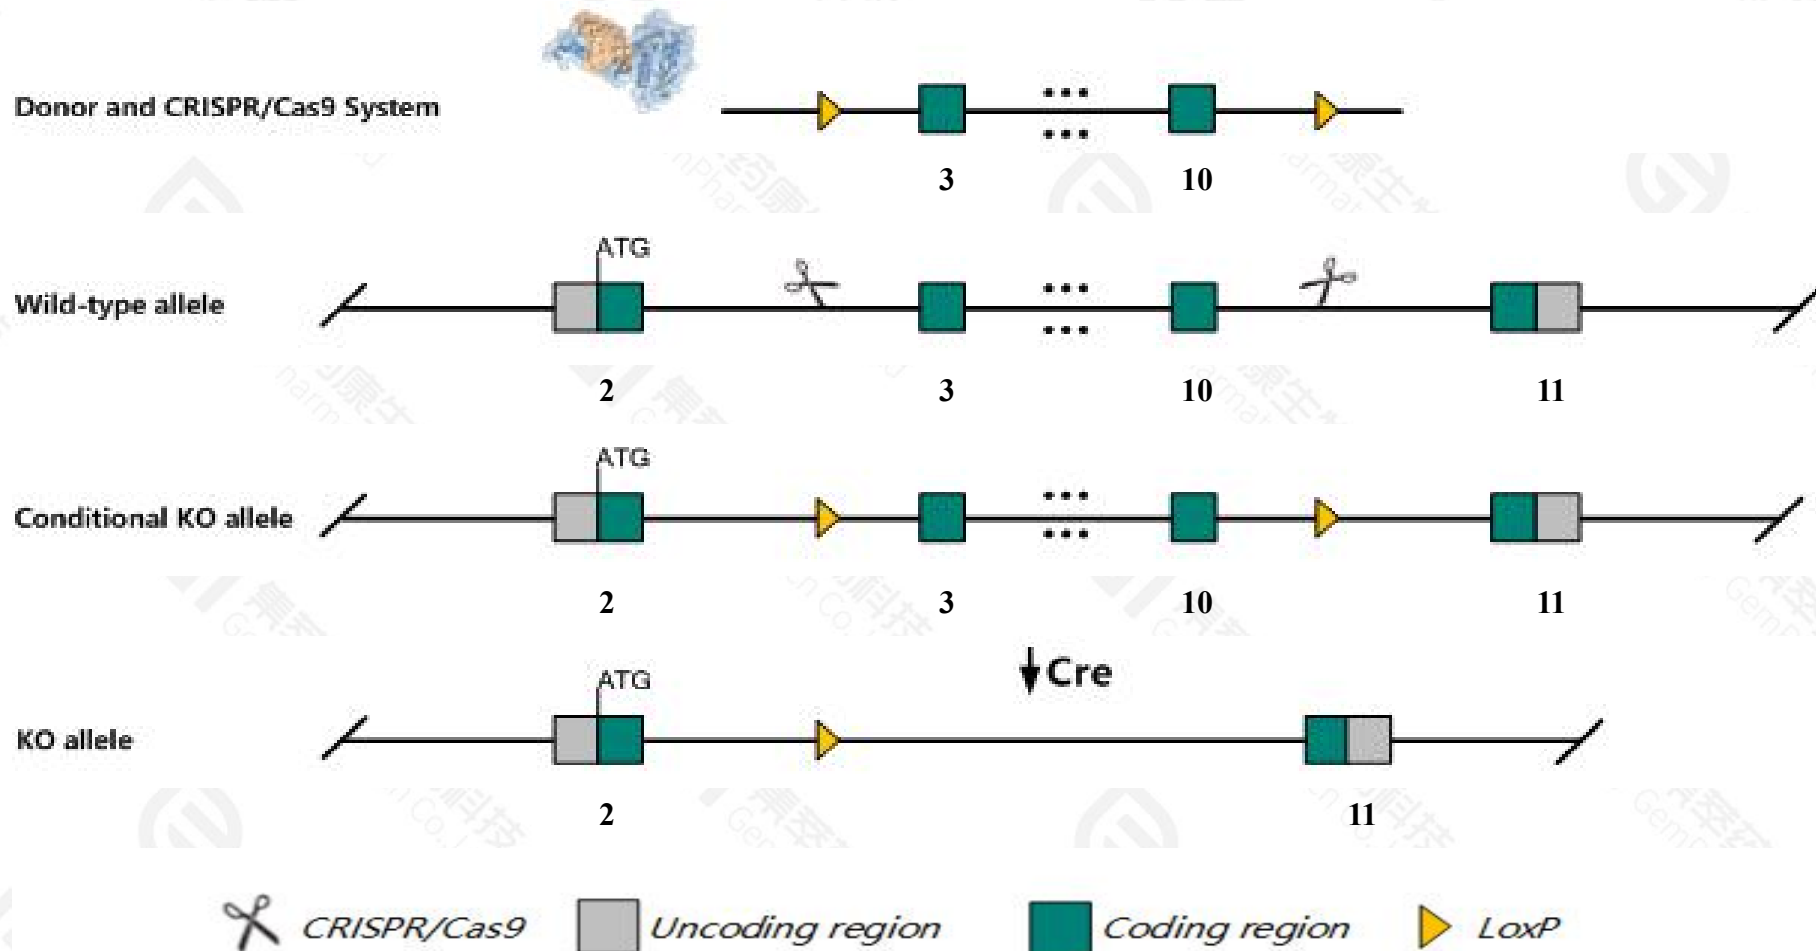 Donor and CRISPR/Cas9 System
3 10
ATG
Wild-type allele
2 3 10 11
ATG
Conditional KO allele
2 3 10 11
Cre
ATG
KO allele
2 11
CRISPR/Cas9 Uncoding region Coding region LoxP